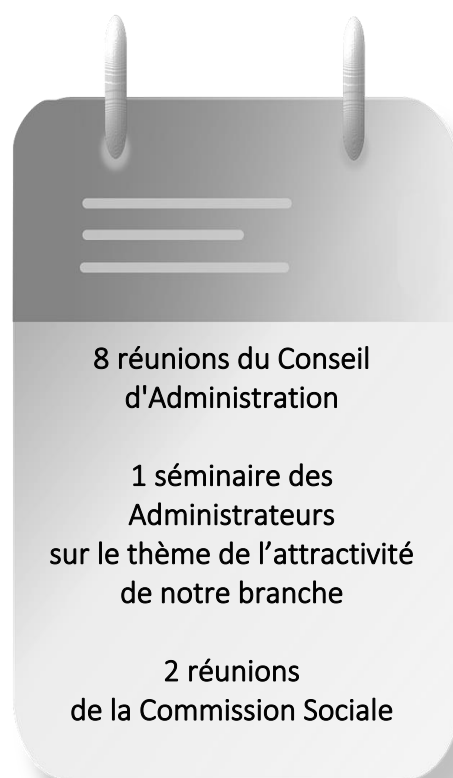 8 réunions du Conseil
d'Administration
1 séminaire des
Administrateurs
sur le thème de l’attractivité
de notre branche
2 réunions
de la Commission Sociale